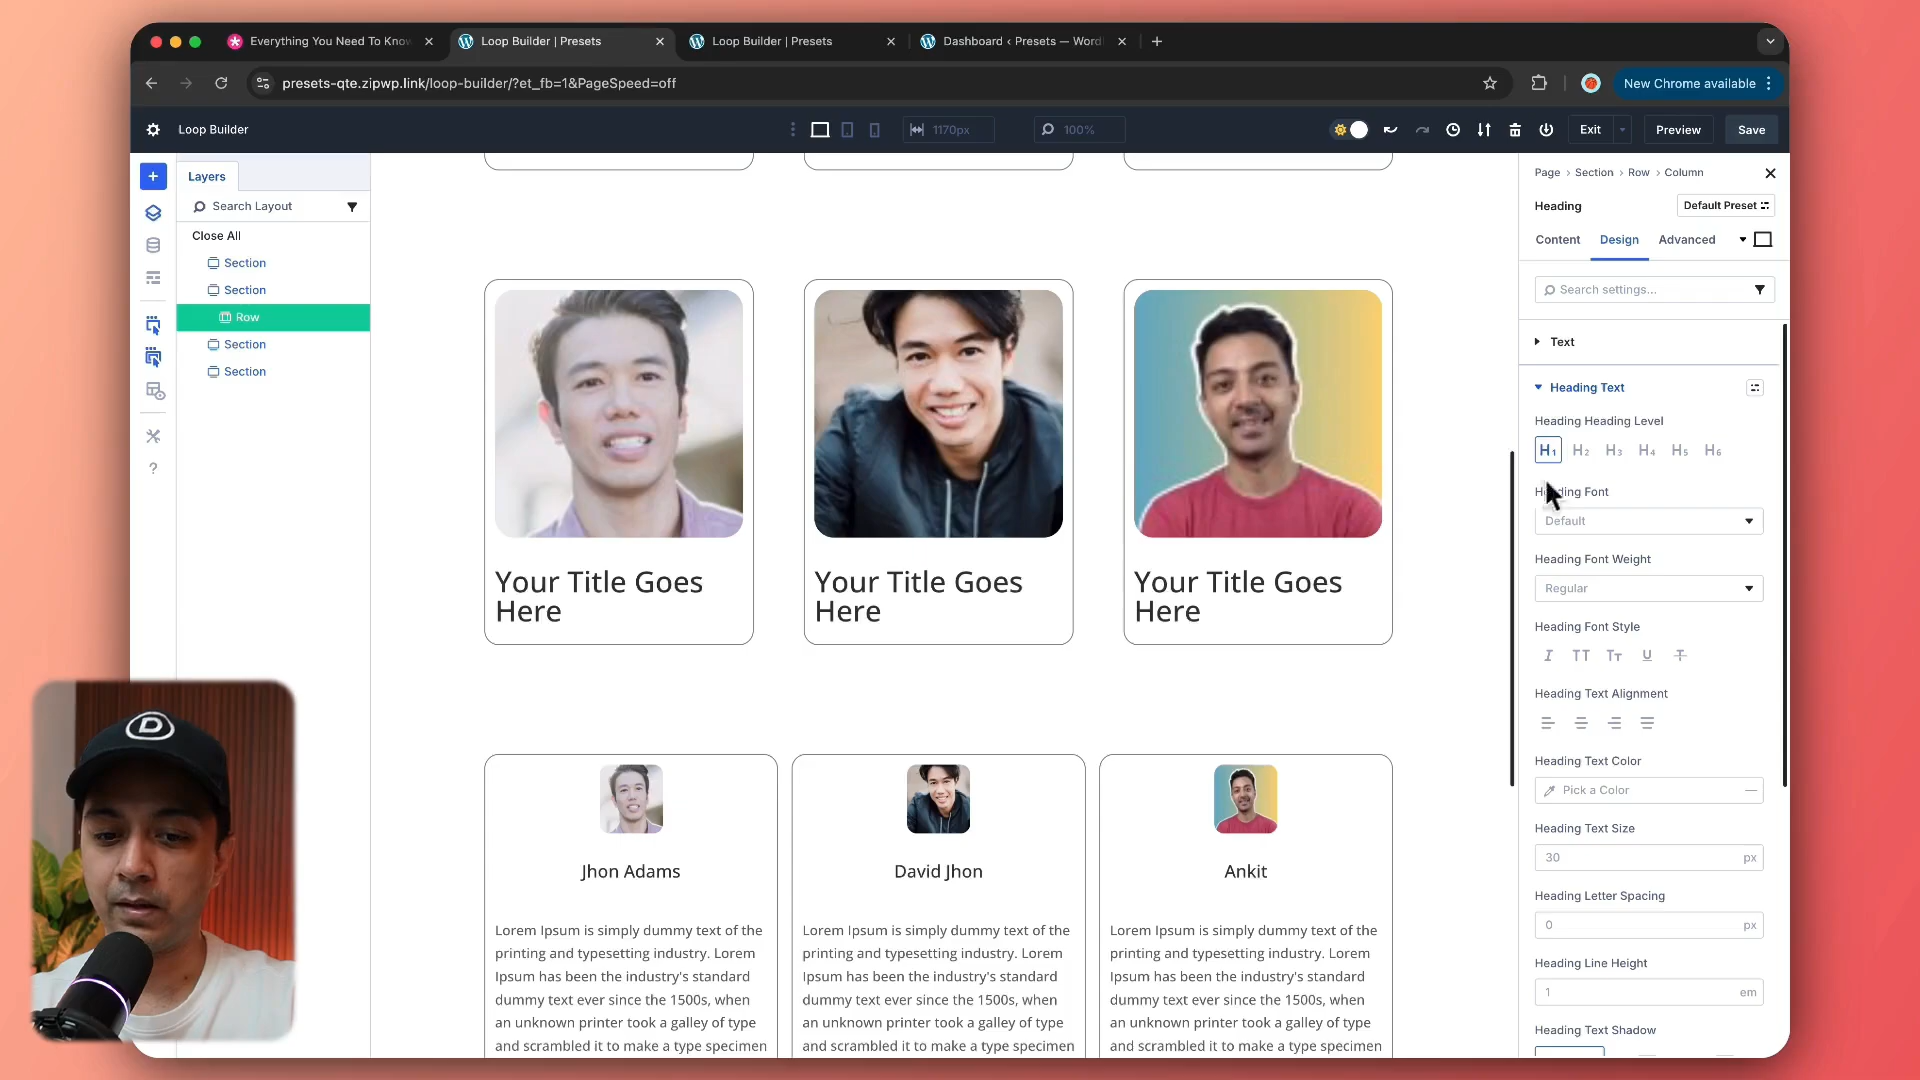 Everything You Need To Know
Loop Builder | Presets
Loop Builder | Presets
Dashboard ‹ Presets — Word
presets-qte.zipwp.link/loop-builder/?et_fb=1&PageSpeed=off
New Chrome available
Loop Builder
1170px
100%
Exit
Preview
Save
Layers
Search Layout
Close All
Section
Section
Row
Section
Section
?
Your Title Goes
Here
Your Title Goes
Here
Your Title Goes
Here
Jhon Adams
David Jhon
Ankit
Lorem Ipsum is simply dummy text of the
printing and typesetting industry. Lorem
Ipsum has been the industry's standard
dummy text ever since the 1500s, when
an unknown printer took a galley of type
and scrambled it to make a type specimen
Lorem Ipsum is simply dummy text of the
printing and typesetting industry. Lorem
Ipsum has been the industry's standard
dummy text ever since the 1500s, when
an unknown printer took a galley of type
and scrambled it to make a type specimen
Lorem Ipsum is simply dummy text of the
printing and typesetting industry. Lorem
Ipsum has been the industry's standard
dummy text ever since the 1500s, when
an unknown printer took a galley of type
and scrambled it to make a type specimen
Page › Section › Row › Column
Heading
Default Preset
Content Design Advanced
Search settings...
Text
Heading Text
Heading Heading Level
H1 H2 H3 H4 H5 H6
Heading Font
Default
Heading Font Weight
Regular
Heading Font Style
I TT Tт U T
Heading Text Alignment
Heading Text Color
Pick a Color
Heading Text Size
30 px
Heading Letter Spacing
0 px
Heading Line Height
1 em
Heading Text Shadow
D